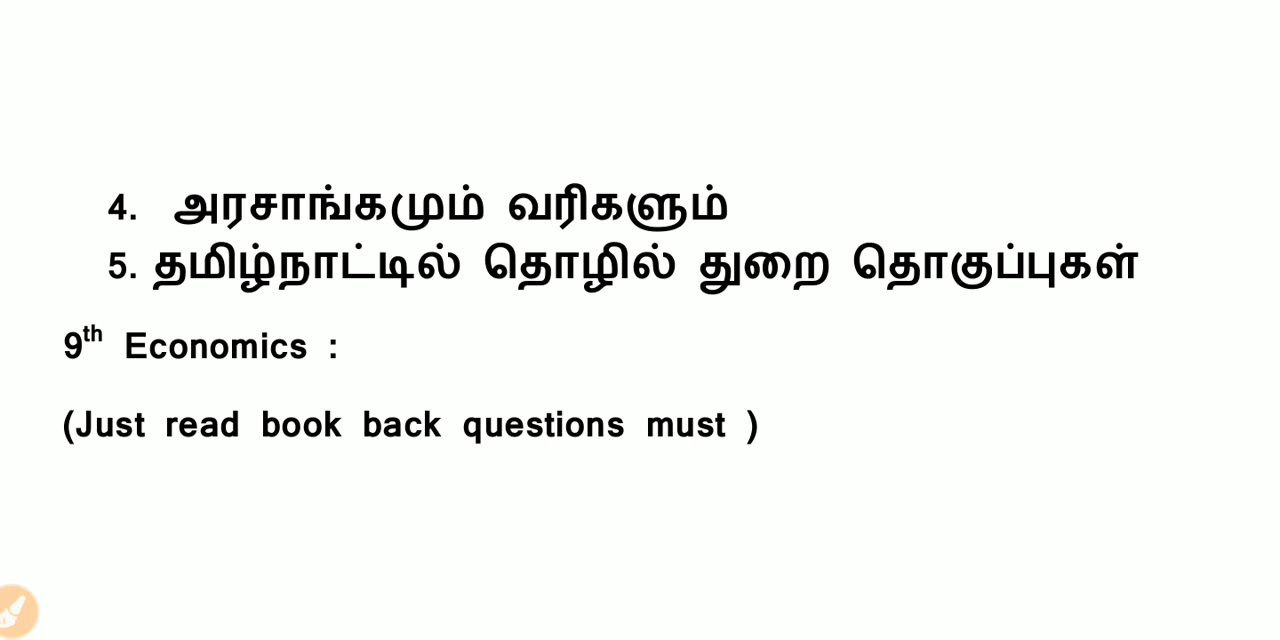 4. அரசாங்கமும் வரிகளும்
5. தமிழ்நாட்டில் தொழில் துறை தொகுப்புகள்
9th Economics :
(Just read book back questions must )